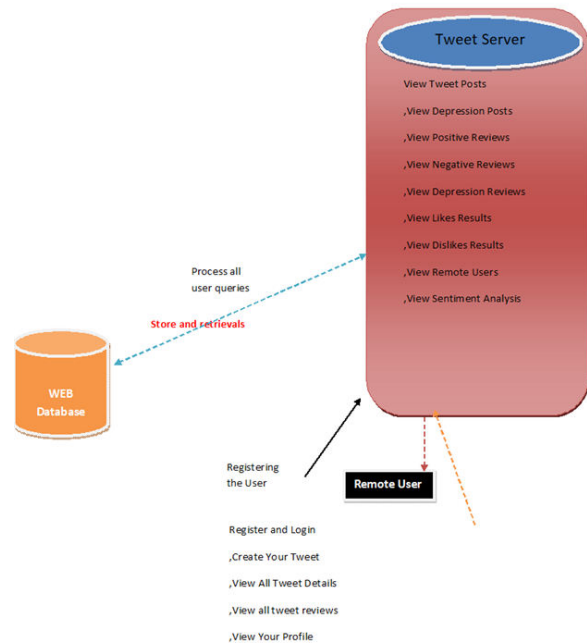 Tweet Server
View Tweet Posts
,View Depression Posts
,View Positive Reviews
,View Negative Reviews
,View Depression Reviews
,View Likes Results
,View Dislikes Results
,View Remote Users
,View Sentiment Analysis
Process all
user queries
Store and retrievals
WEB
Database
Registering
the User
Remote User
Register and Login
,Create Your Tweet
,View All Tweet Details
,View all tweet reviews
,View Your Profile